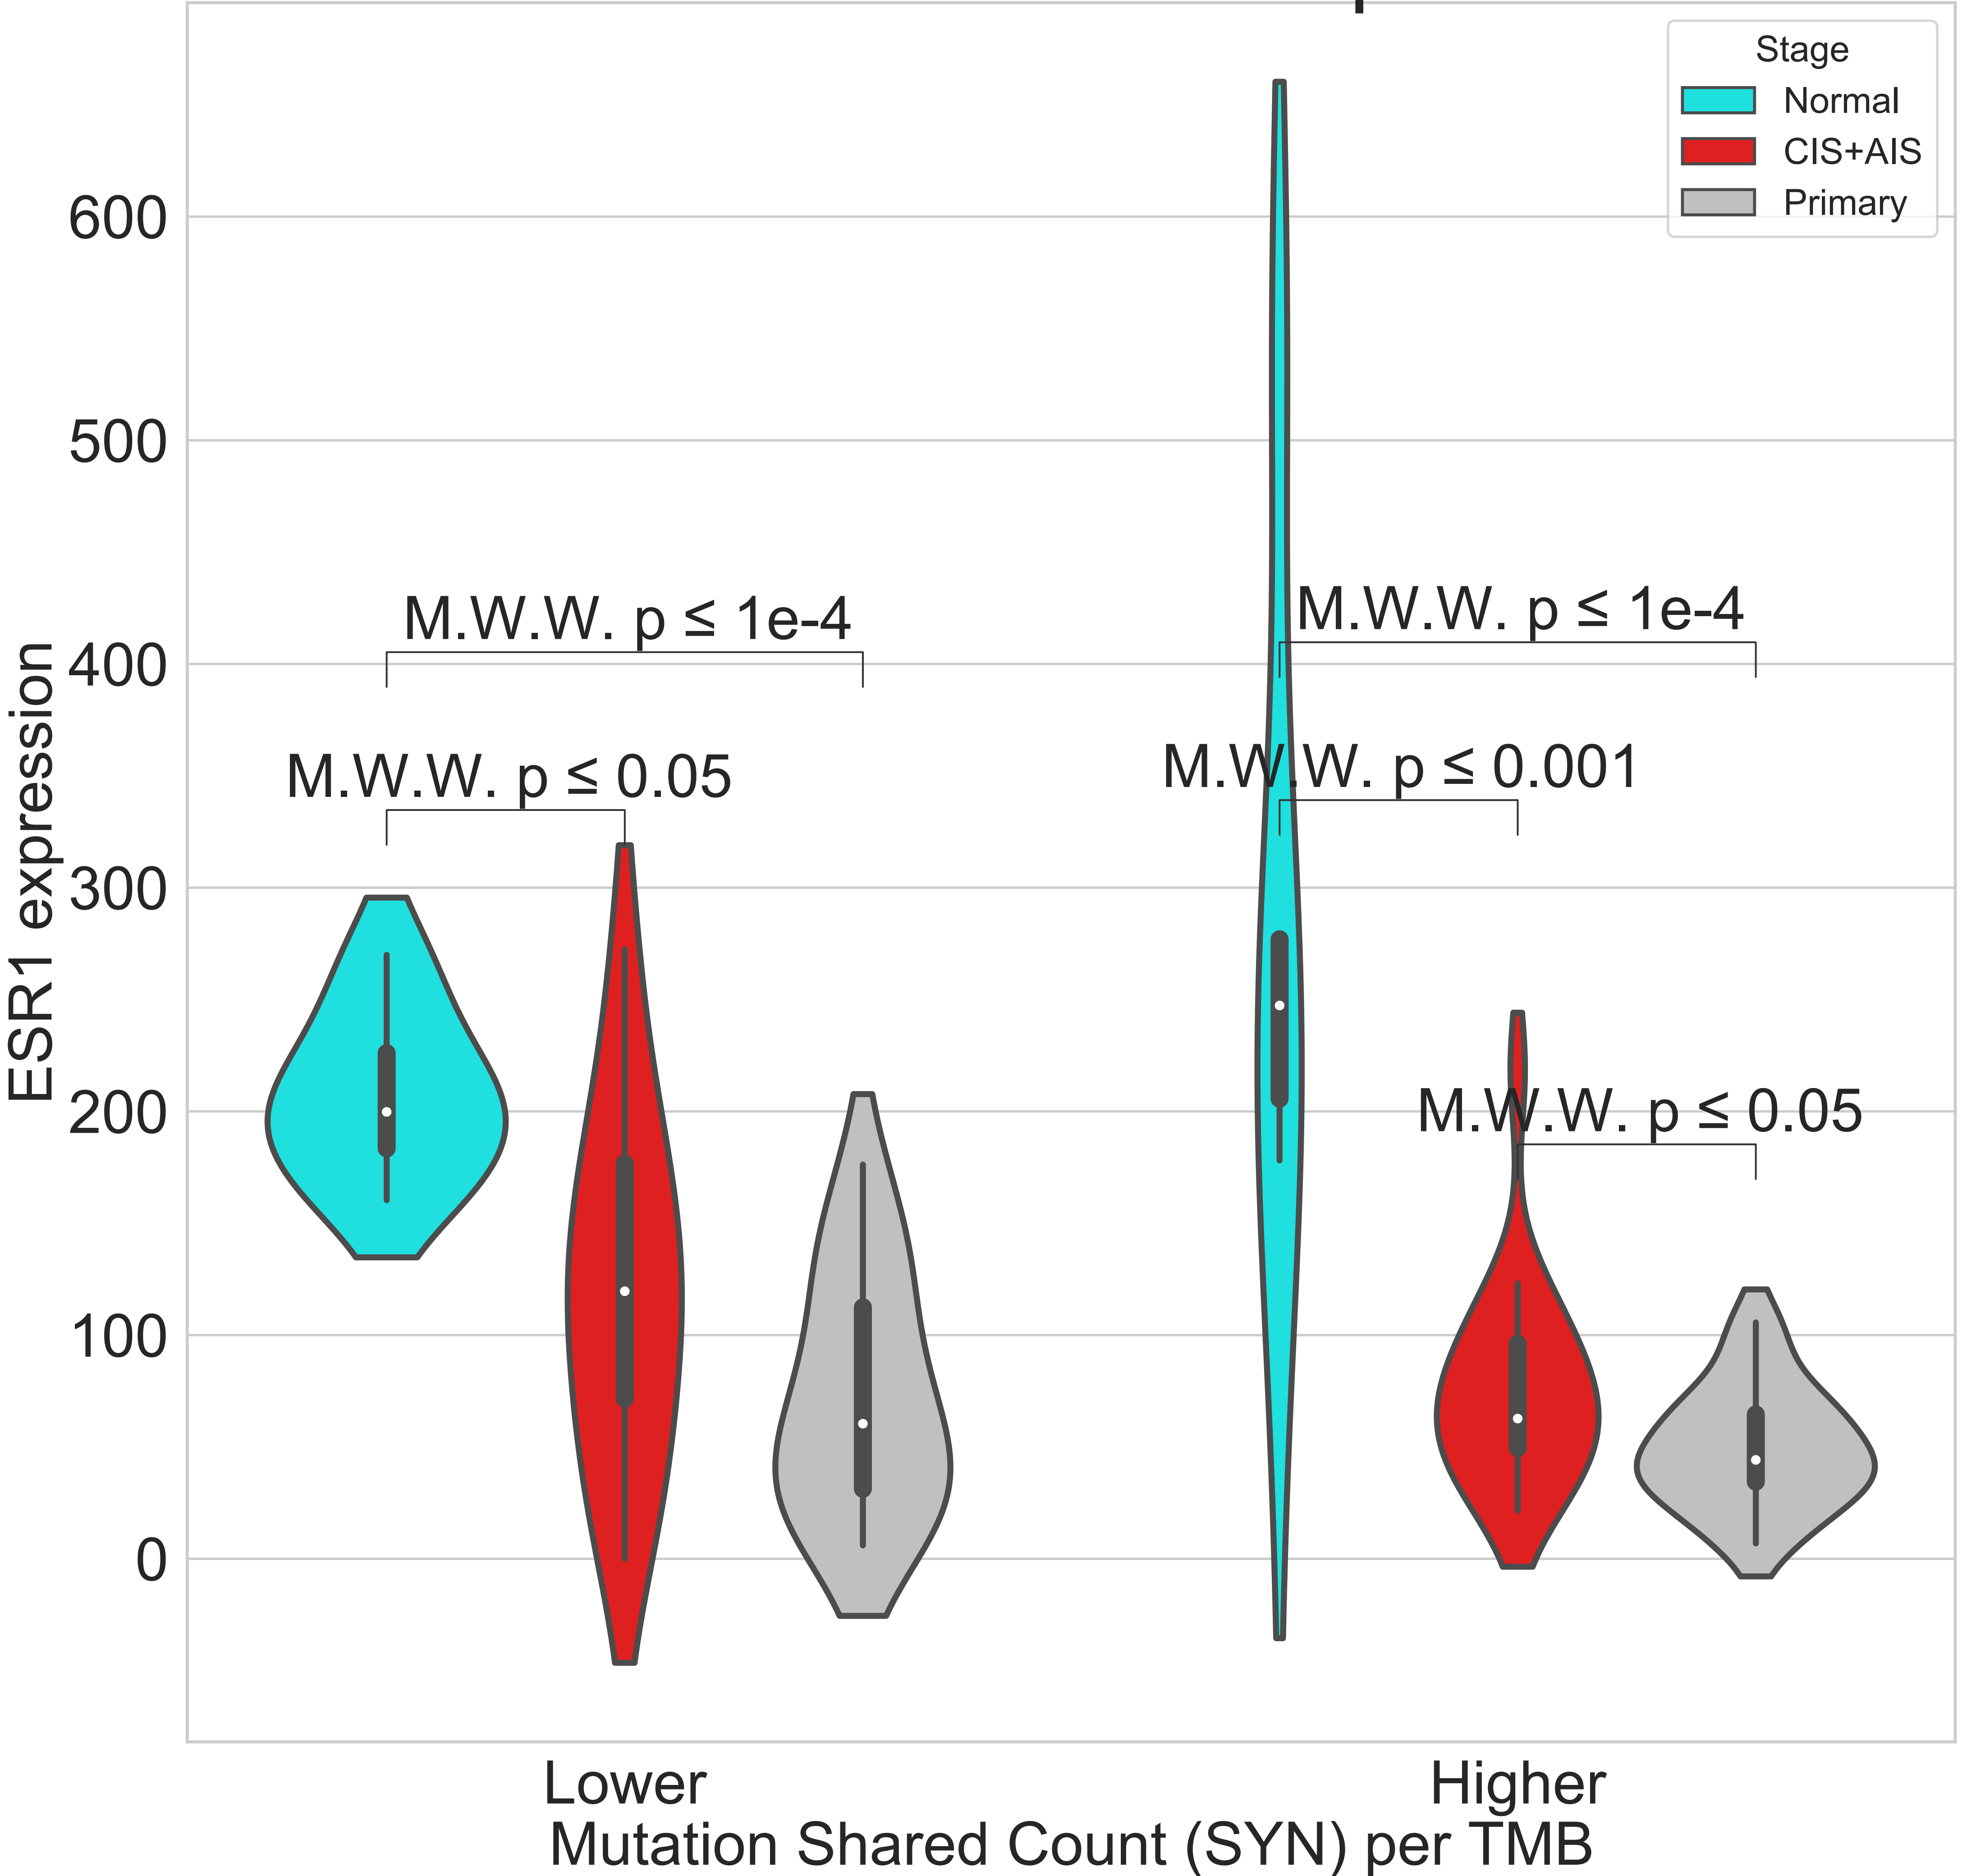 Stage
Normal
CIS+AIS
Primary
600
500
400
300
200
100
0
ESR1 expression
M.W.W. p ≤ 1e-4
M.W.W. p ≤ 1e-4
M.W.W. p ≤ 0.05
M.W.W. p ≤ 0.001
M.W.W. p ≤ 0.05
Lower
Higher
Mutation Shared Count (SYN) per TMB